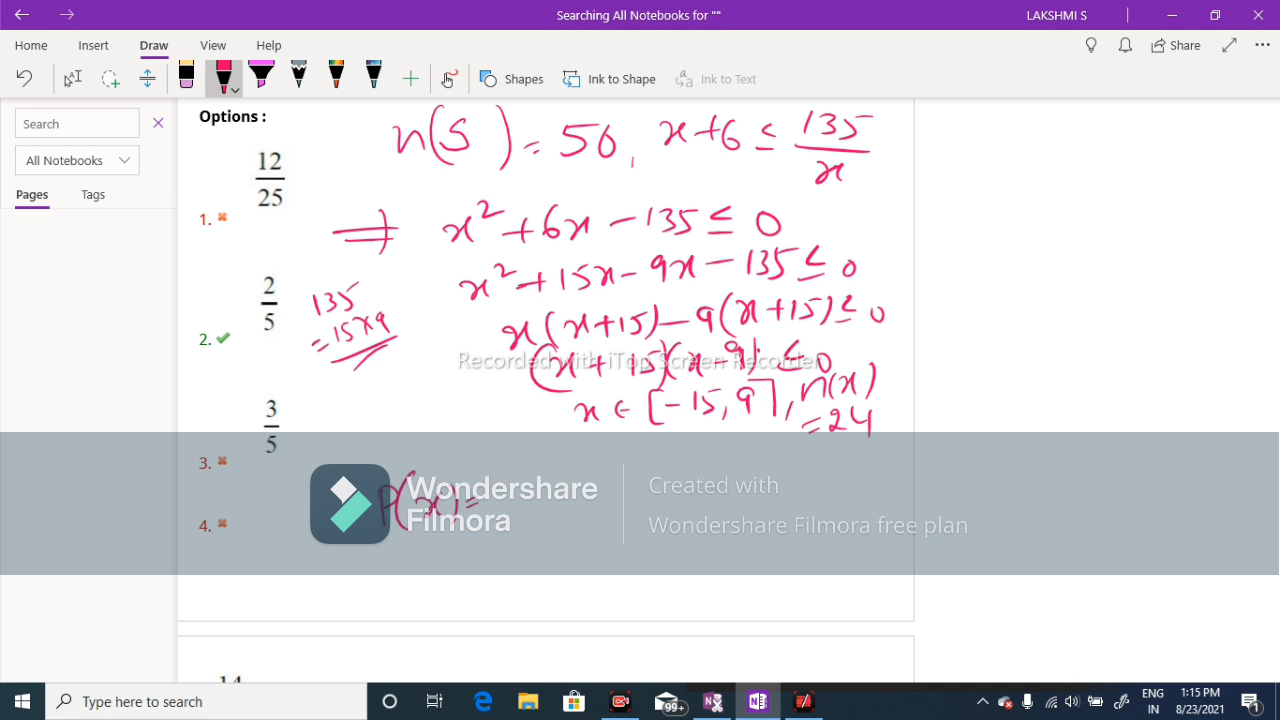 Searching All Notebooks for ""
LAKSHMI S
Home Insert Draw View Help
Share
Shapes
Ink to Shape
Ink to Text
Search
All Notebooks
Pages Tags
Options :
n(S) = 50, x+6 ≤ 135/x
12/25
1.
⟹ x² + 6x - 135 ≤ 0
x² + 15x - 9x - 135 ≤ 0
2/5
2.
135
= 15×9
x(x+15) - 9(x+15) ≤ 0
Recorded with iTop Screen Recorder
(x+15)(x-9) ≤ 0
x ∈ [-15, 9], n(x)
= 24
3/5
3.
P(x) =
Wondershare
Filmora
Created with
Wondershare Filmora free plan
4.
14
Type here to search
99+
ENG
IN
1:15 PM
8/23/2021
1